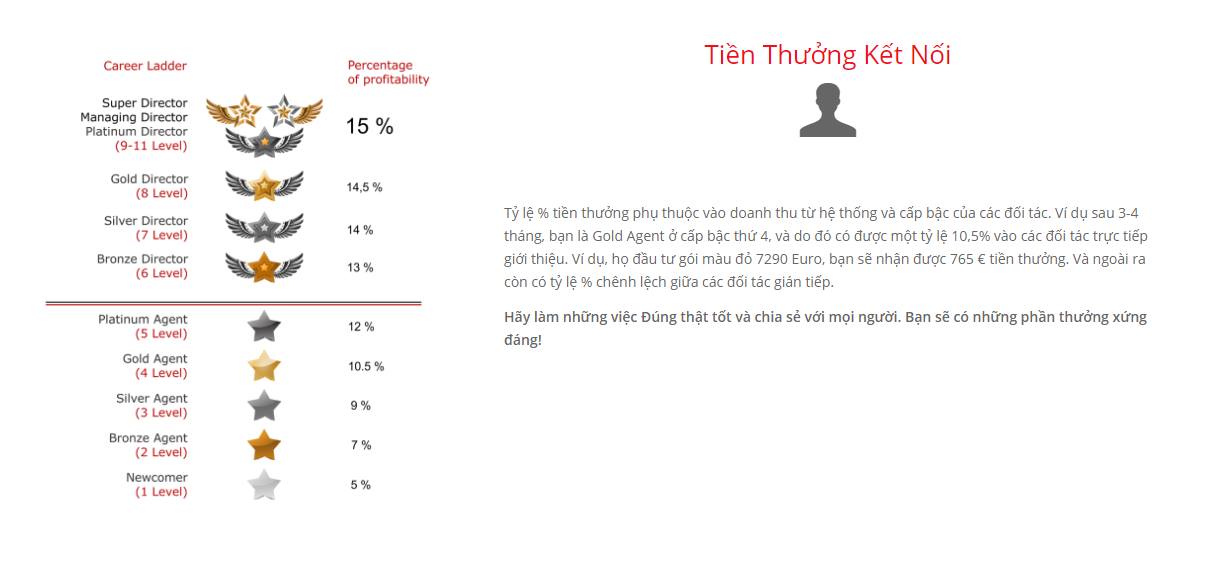 Career Ladder
Percentage
of profitability
Super Director
Managing Director
Platinum Director
(9-11 Level)
15 %
Gold Director
(8 Level)
14,5 %
Silver Director
(7 Level)
14 %
Bronze Director
(6 Level)
13 %
Platinum Agent
(5 Level)
12 %
Gold Agent
(4 Level)
10.5 %
Silver Agent
(3 Level)
9 %
Bronze Agent
(2 Level)
7 %
Newcomer
(1 Level)
5 %
Tiền Thưởng Kết Nối
Tỷ lệ % tiền thưởng phụ thuộc vào doanh thu từ hệ thống và cấp bậc của các đối tác. Ví dụ sau 3-4
tháng, bạn là Gold Agent ở cấp bậc thứ 4, và do đó có được một tỷ lệ 10,5% vào các đối tác trực tiếp
giới thiệu. Ví dụ, họ đầu tư gói màu đỏ 7290 Euro, bạn sẽ nhận được 765 € tiền thưởng. Và ngoài ra
còn có tỷ lệ % chênh lệch giữa các đối tác gián tiếp.
Hãy làm những việc Đúng thật tốt và chia sẻ với mọi người. Bạn sẽ có những phần thưởng xứng
đáng!